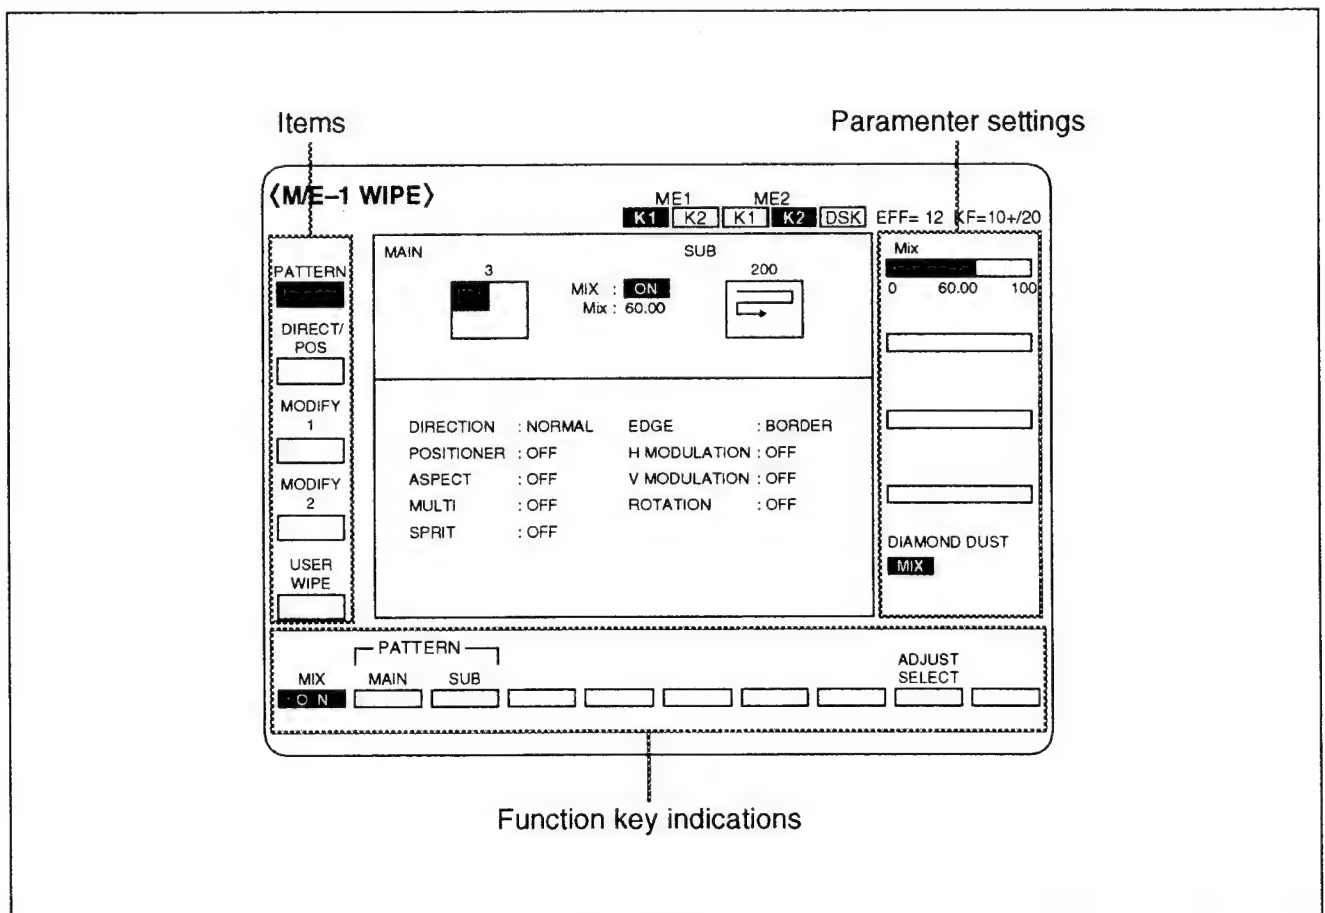 Items
Paramenter settings
〈M/E–1 WIPE〉
ME1 ME2
K1 K2 K1 K2 DSK EFF= 12 KF=10+/20
PATTERN
DIRECT/
POS
MODIFY
1
MODIFY
2
USER
WIPE
MAIN SUB
3 200
MIX : ON
Mix : 60.00
DIRECTION : NORMAL EDGE : BORDER
POSITIONER : OFF H MODULATION : OFF
ASPECT : OFF V MODULATION : OFF
MULTI : OFF ROTATION : OFF
SPRIT : OFF
Mix
0 60.00 100
DIAMOND DUST
MIX
PATTERN
MIX MAIN SUB
ON
ADJUST
SELECT
Function key indications